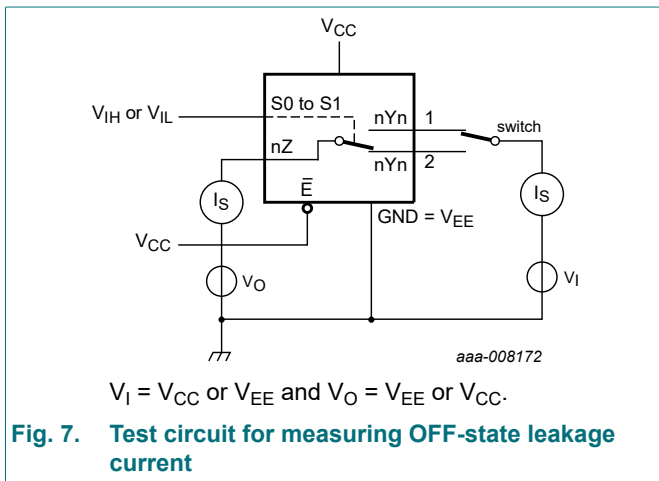 VCC
VIH or VIL
S0 to S1
nYn
1
switch
nZ
nYn
2
IS
E̅
IS
GND = VEE
VCC
VO
VI
aaa-008172
VI = VCC or VEE and VO = VEE or VCC.
Fig. 7. Test circuit for measuring OFF-state leakage
current